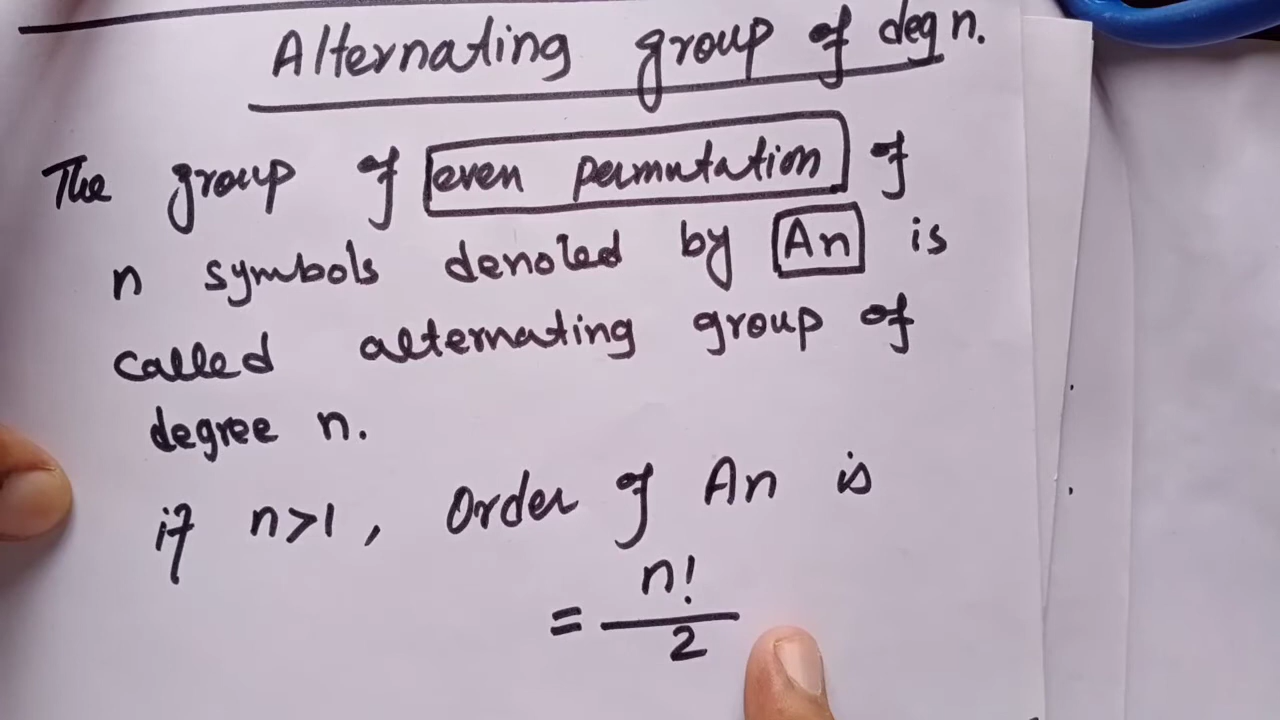 Alternating group of deg n.
The group of even permutation of
n symbols denoted by An is
called alternating group of
degree n.
if n>1, Order of An is
= n!/2